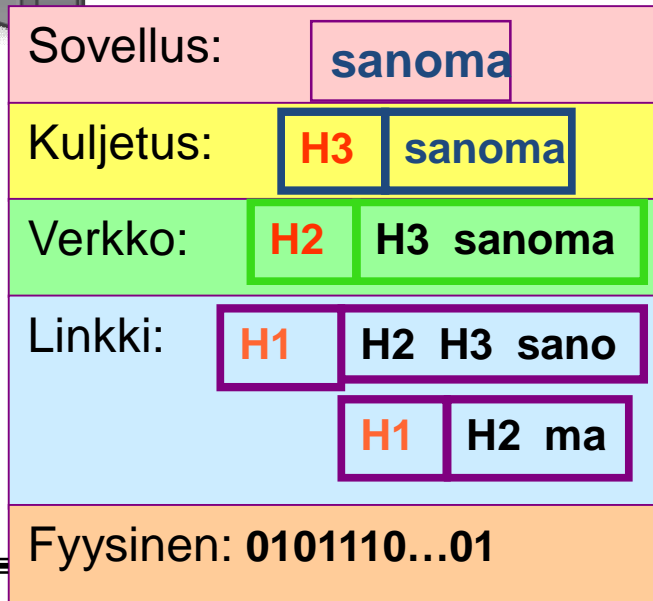 Sovellus: sanoma
Kuljetus: H3 sanoma
Verkko: H2 H3 sanoma
Linkki: H1 H2 H3 sano
H1 H2 ma
Fyysinen: 0101110...01